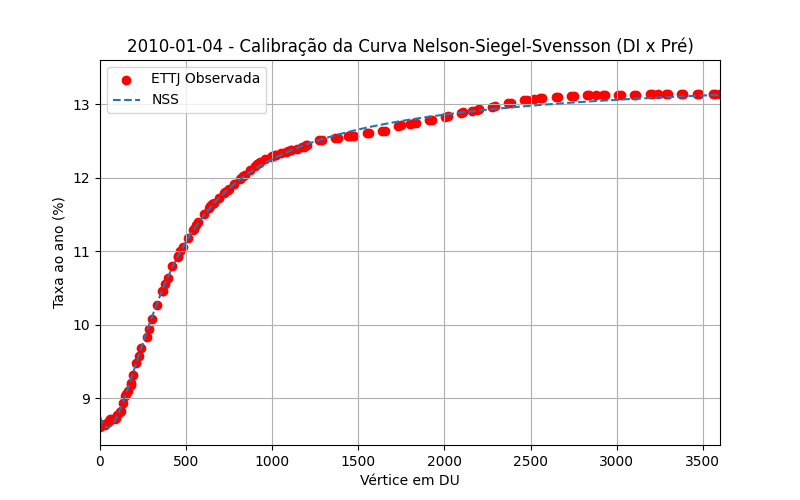 2010-01-04 - Calibração da Curva Nelson-Siegel-Svensson (DI x Pré)
ETTJ Observada
NSS
Taxa ao ano (%)
13
12
11
10
9
0 500 1000 1500 2000 2500 3000 3500
Vértice em DU